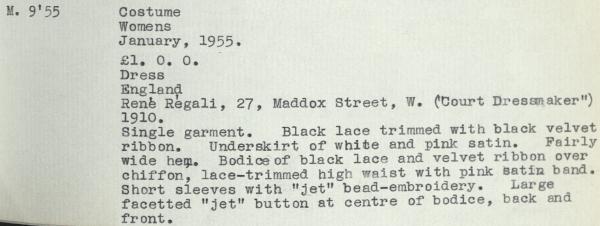 M. 9'55 Costume
Womens
January, 1955.
£1. 0. 0.
Dress
England
René Régali, 27, Maddox Street, W. ("Court Dressmaker")
1910.
Single garment. Black lace trimmed with black velvet
ribbon. Underskirt of white and pink satin. Fairly
wide hem. Bodice of black lace and velvet ribbon over
chiffon, lace-trimmed high waist with pink satin band.
Short sleeves with "jet" bead-embroidery. Large
facetted "jet" button at centre of bodice, back and
front.